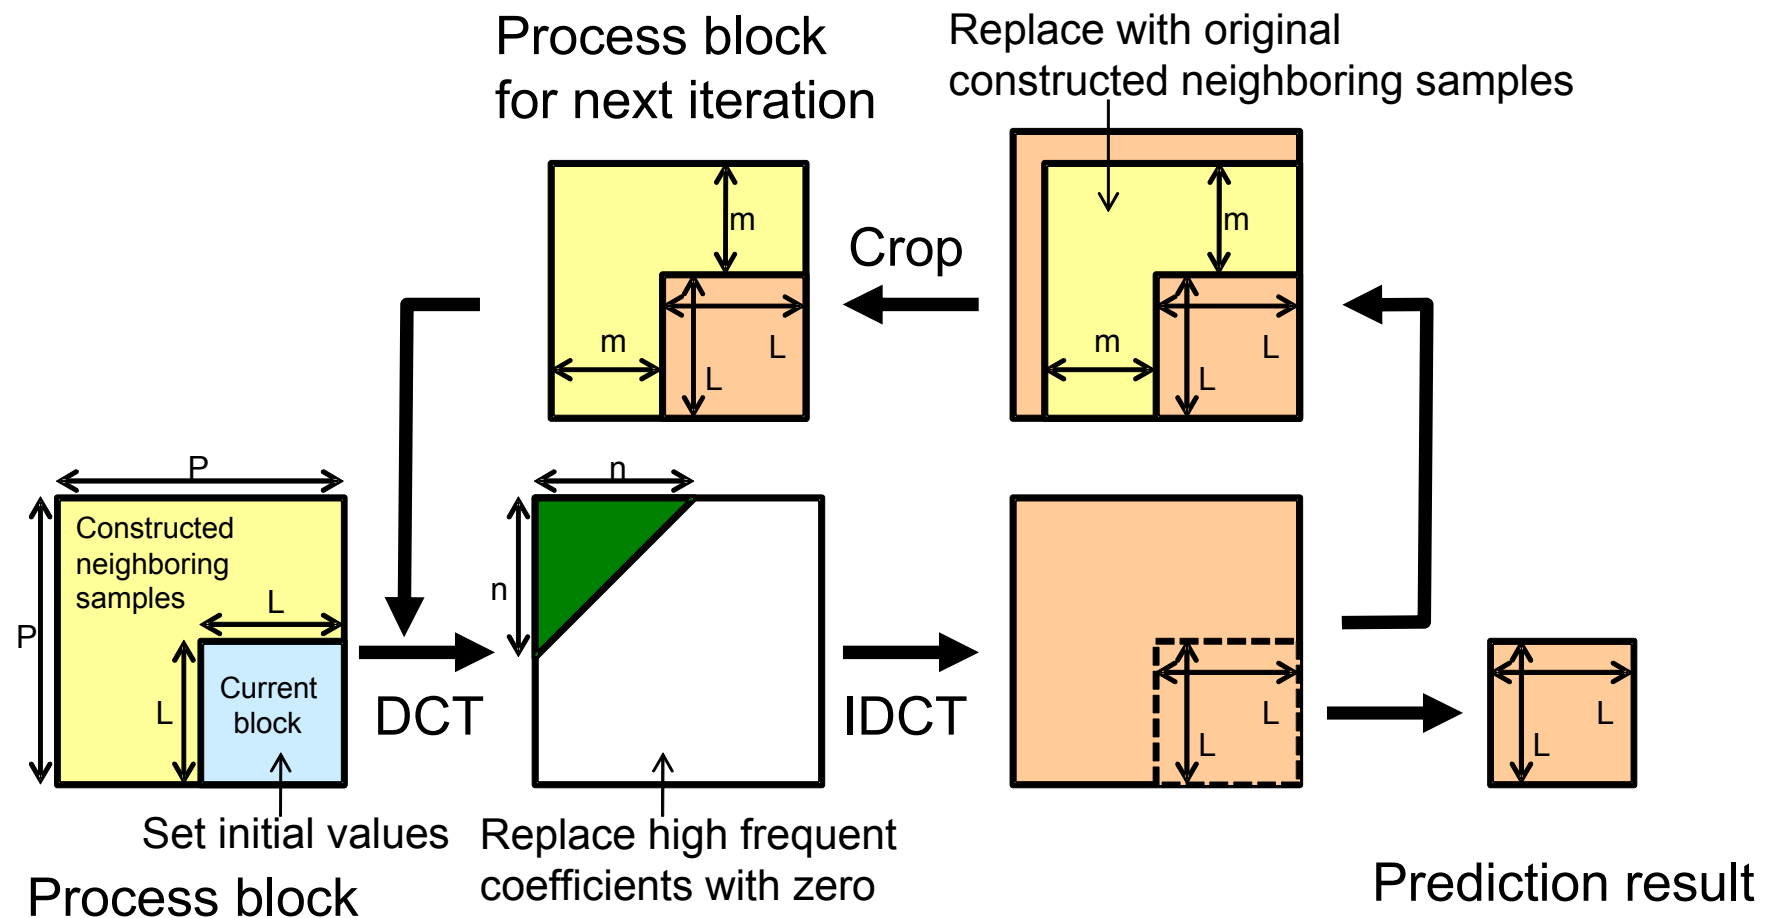 Process block
for next iteration
Replace with original
constructed neighboring samples
m
m
L
L
Crop
m
m
L
L
P
P
Constructed
neighboring
samples
L
L
Current
block
Set initial values
Process block
DCT
n
n
Replace high frequent
coefficients with zero
IDCT
L
L
L
L
Prediction result